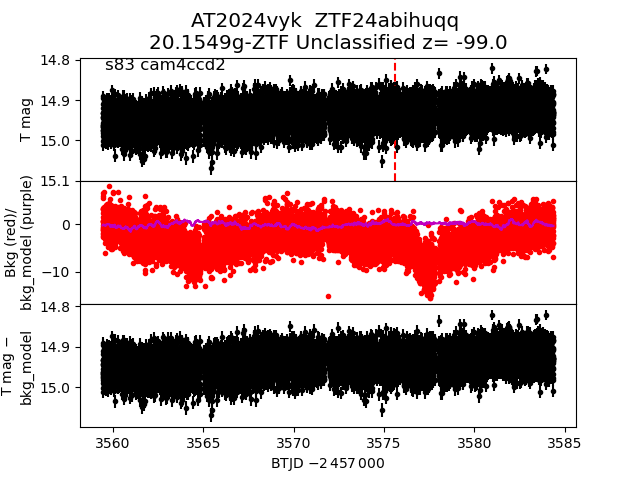 AT2024vyk  ZTF24abihuqq
20.1549g-ZTF Unclassified z= -99.0
s83 cam4ccd2
14.8
14.9
15.0
15.1
T mag
0
−10
Bkg (red)/
bkg_model (purple)
14.8
14.9
15.0
T mag −
bkg_model
3560
3565
3570
3575
3580
3585
BTJD −2 457 000